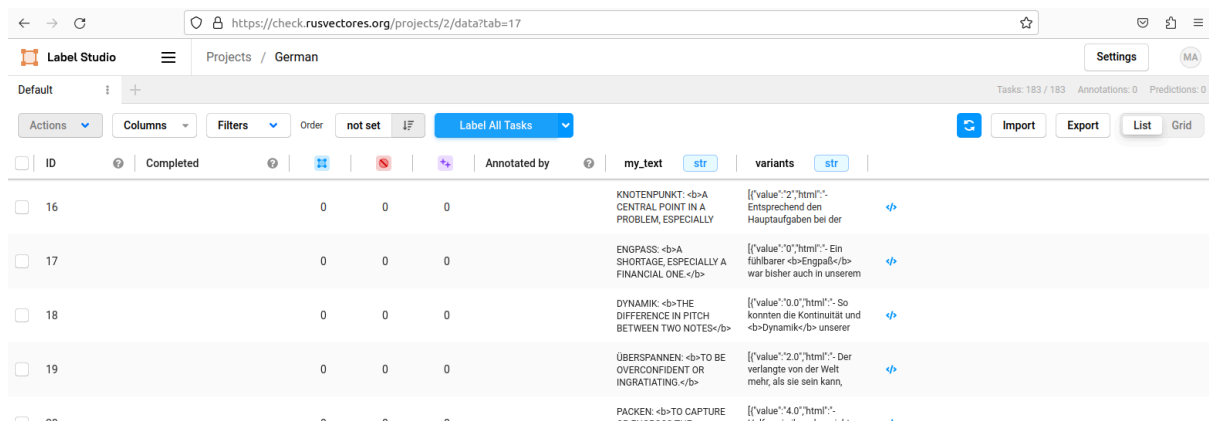 https://check.rusvectores.org/projects/2/data?tab=17
Label Studio
Projects / German
Settings
MA
Default
Tasks: 183 / 183 Annotations: 0 Predictions: 0
Actions
Columns
Filters
Order
not set
Label All Tasks
Import
Export
List
Grid
ID
Completed
Annotated by
my_text
str
variants
str
16
0
0
0
KNOTENPUNKT: <b>A
CENTRAL POINT IN A
PROBLEM, ESPECIALLY
[{"value":"2","html":"-
Entsprechend den
Hauptaufgaben bei der
17
0
0
0
ENGPASS: <b>A
SHORTAGE, ESPECIALLY A
FINANCIAL ONE.</b>
[{"value":"0","html":"- Ein
fühlbarer <b>Engpaß</b>
war bisher auch in unserem
18
0
0
0
DYNAMIK: <b>THE
DIFFERENCE IN PITCH
BETWEEN TWO NOTES</b>
[{"value":"0.0","html":"- So
konnten die Kontinuität und
<b>Dynamik</b> unserer
19
0
0
0
ÜBERSPANNEN: <b>TO BE
OVERCONFIDENT OR
INGRATIATING.</b>
[{"value":"2.0","html":"- Der
verlangte von der Welt
mehr, als sie sein kann,
PACKEN: <b>TO CAPTURE
[{"value":"4.0","html":"-